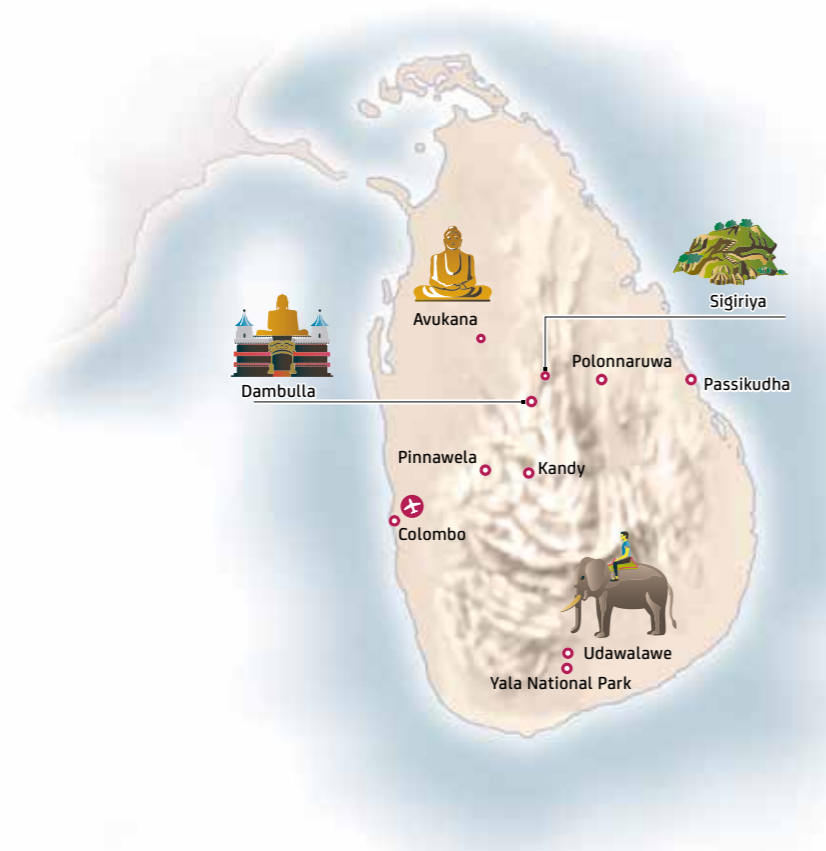 Sigiriya
Avukana
Polonnaruwa
Passikudha
Dambulla
Pinnawela
Kandy
Colombo
Udawalawe
Yala National Park